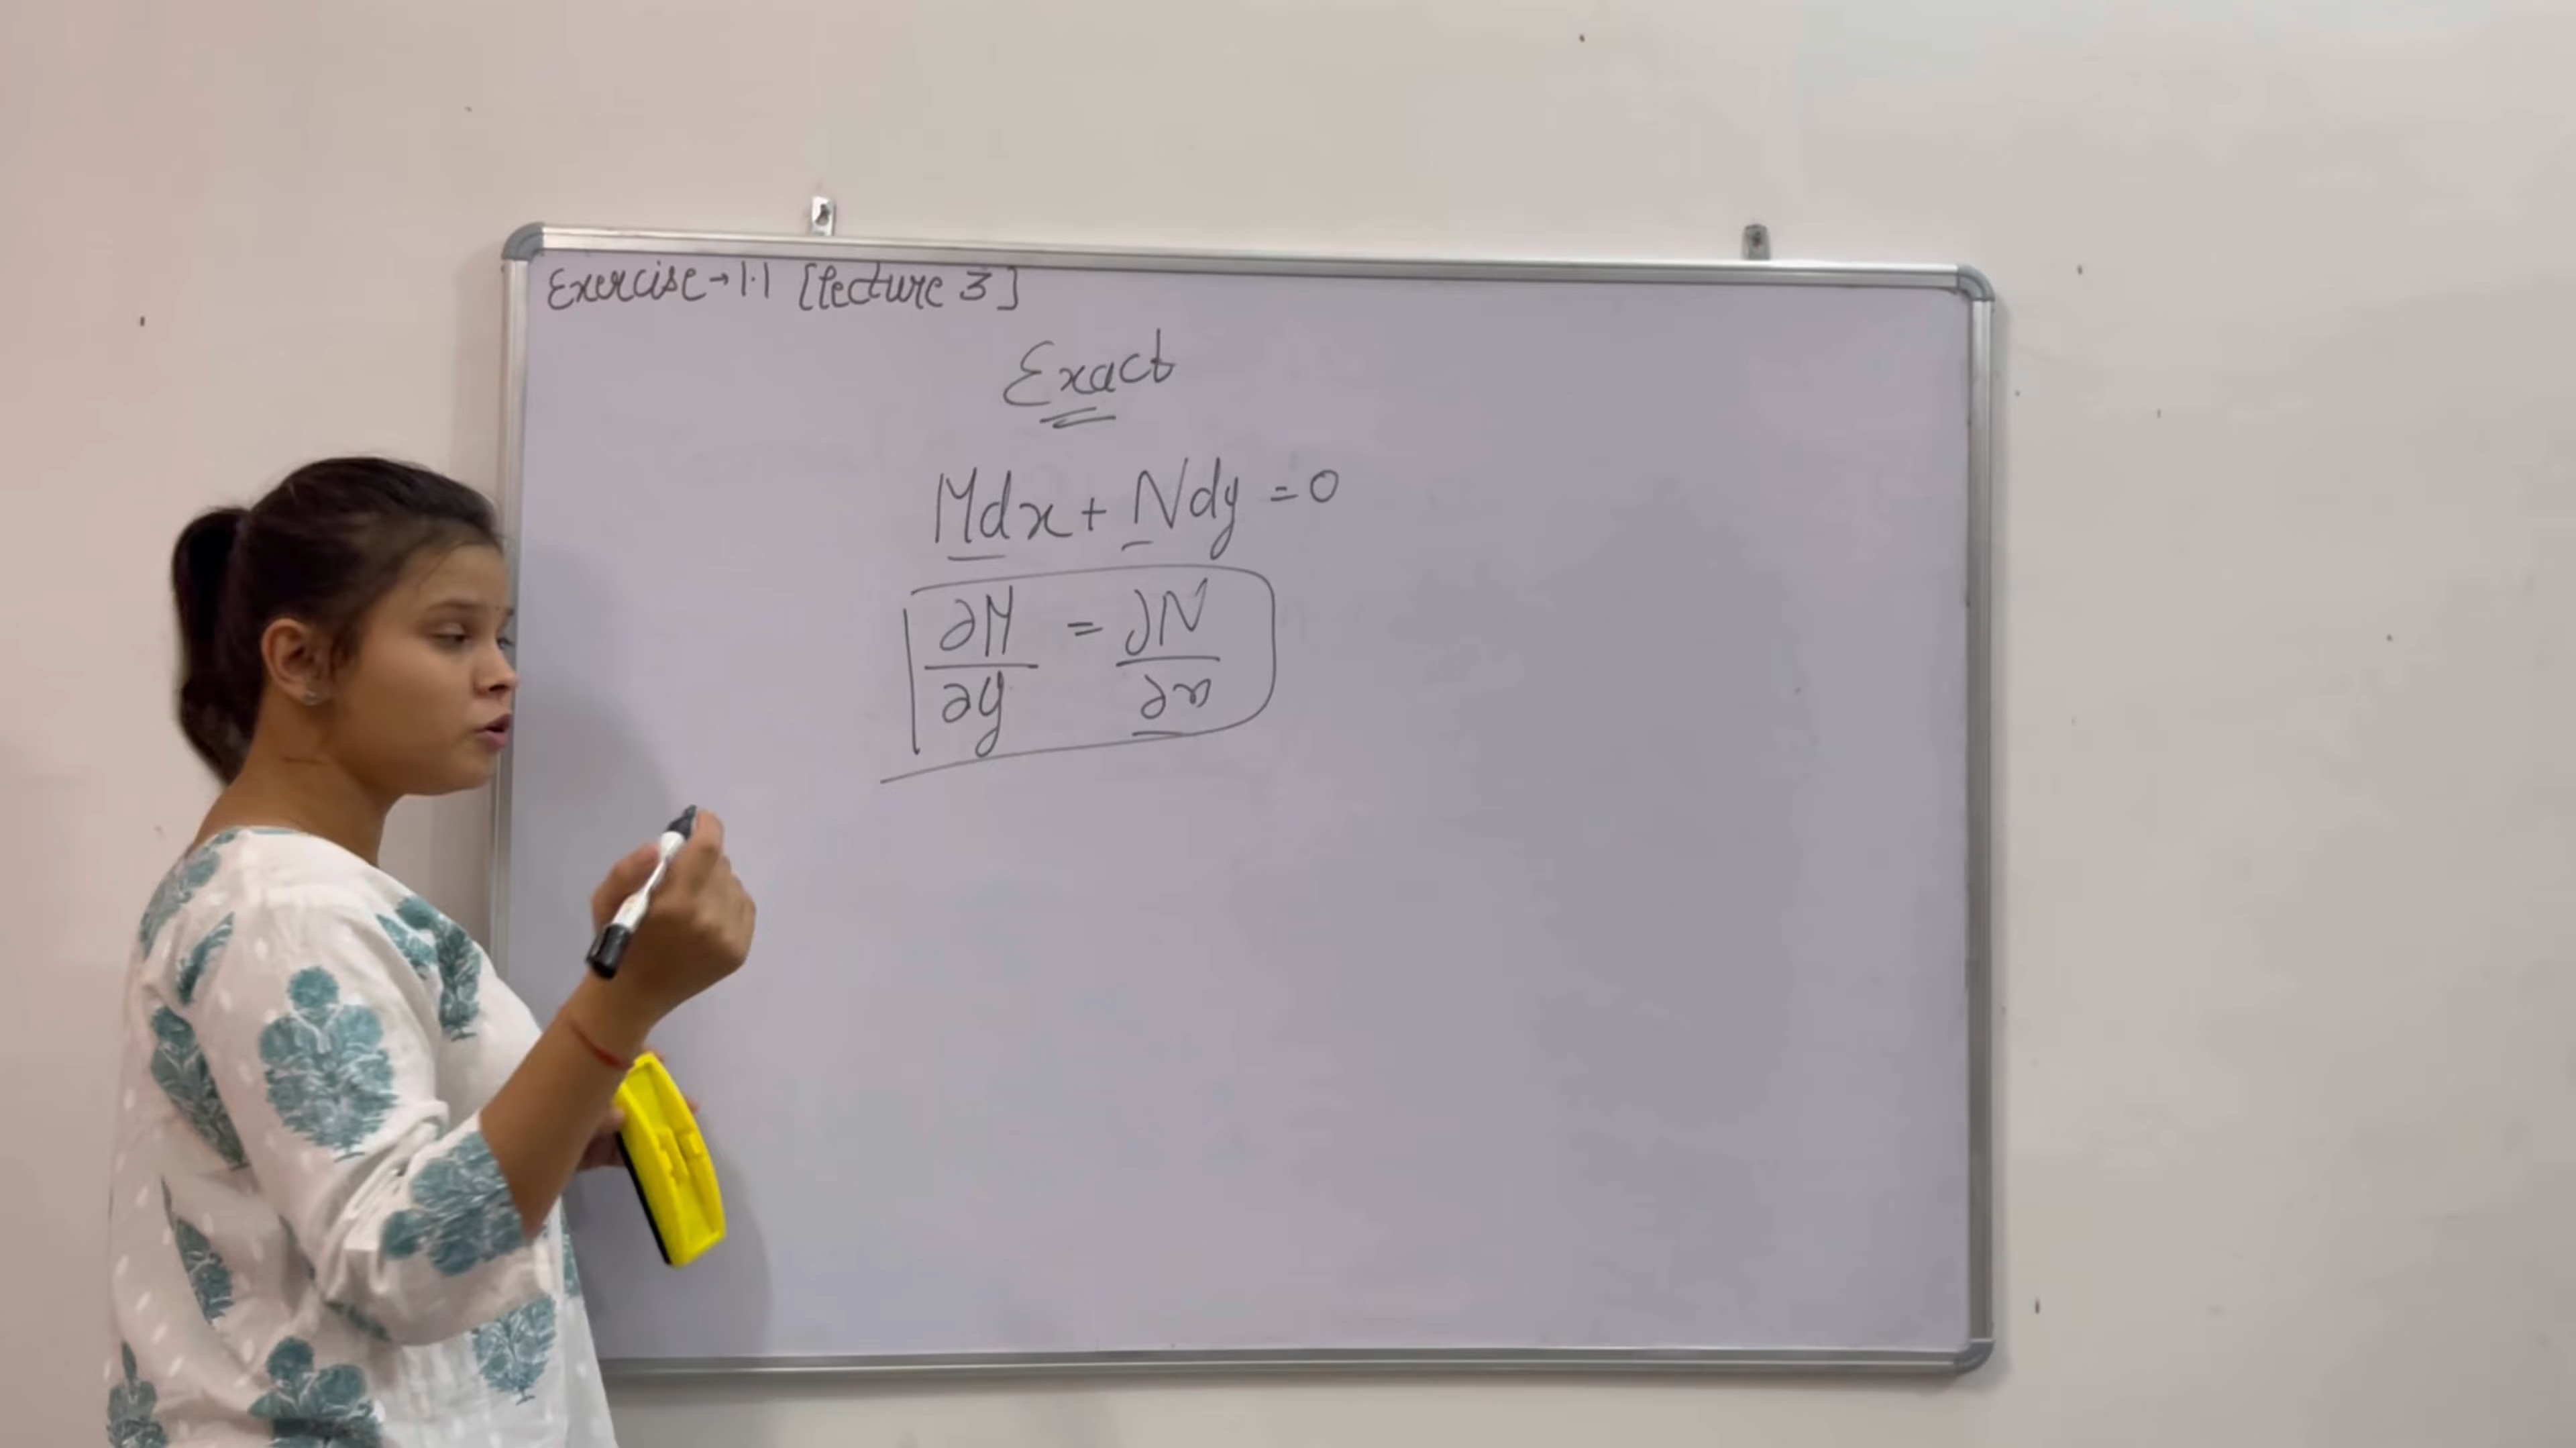 Exercise→1.1 [lecture 3]
Exact
Mdx + Ndy = 0
∂M/∂y = ∂N/∂x